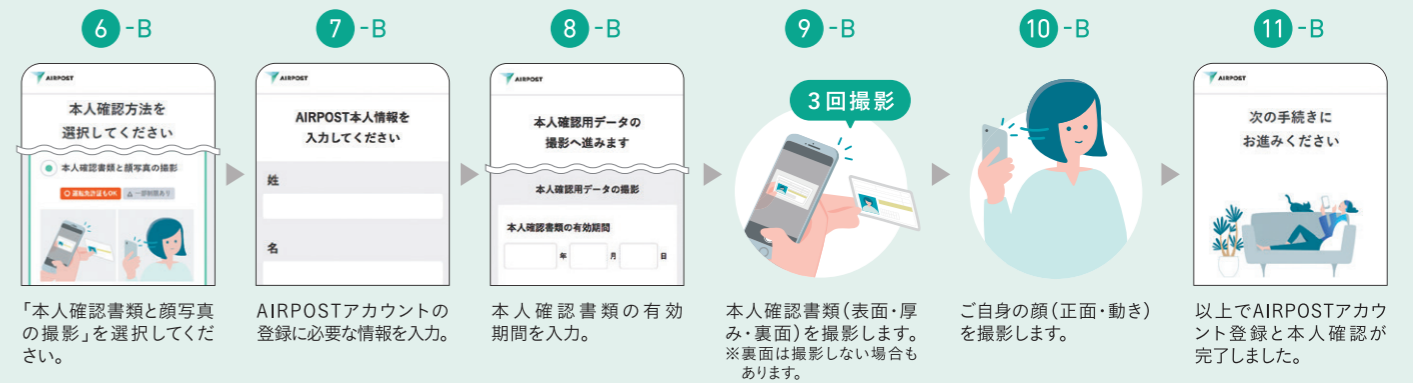 6 -B
AIRPOST
本人確認方法を
選択してください
本人確認書類と顔写真の撮影
運転免許証もOK
一部制限あり
「本人確認書類と顔写真
の撮影」を選択してくだ
さい。
7 -B
AIRPOST
AIRPOST本人情報を
入力してください
姓
名
AIRPOSTアカウントの
登録に必要な情報を入力。
8 -B
AIRPOST
本人確認用データの
撮影へ進みます
本人確認用データの撮影
本人確認書類の有効期間
年 月 日
本人確認書類の有効
期間を入力。
9 -B
3回撮影
本人確認書類(表面・厚
み・裏面)を撮影します。
※裏面は撮影しない場合も
あります。
10 -B
ご自身の顔(正面・動き)
を撮影します。
11 -B
AIRPOST
次の手続きに
お進みください
以上でAIRPOSTアカウ
ント登録と本人確認が
完了しました。